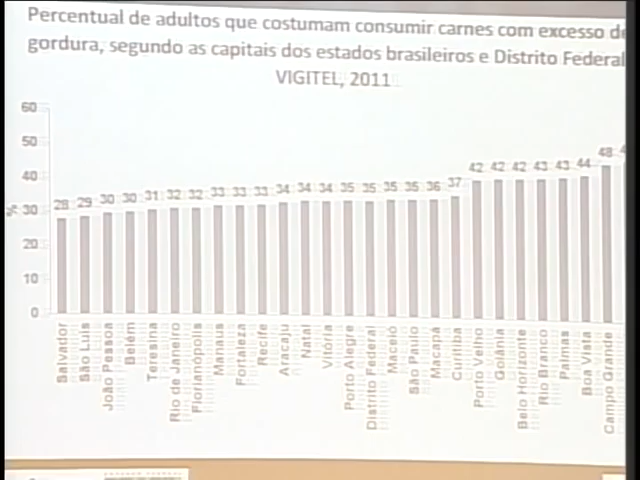 Percentual de adultos que costumam consumir carnes com excesso de
gordura, segundo as capitais dos estados brasileiros e Distrito Federal
VIGITEL, 2011
60
50
40
% 30
20
10
0
28 29 30 30 31 32 32 33 33 33 34 34 34 35 35 35 35 36 37 42 42 42 43 43 44 48
Salvador
São Luis
João Pessoa
Belém
Teresina
Rio de Janeiro
Florianópolis
Manaus
Fortaleza
Recife
Aracaju
Natal
Vitória
Porto Alegre
Distrito Federal
Maceió
São Paulo
Macapá
Curitiba
Porto Velho
Goiânia
Belo Horizonte
Rio Branco
Palmas
Boa Vista
Campo Grande